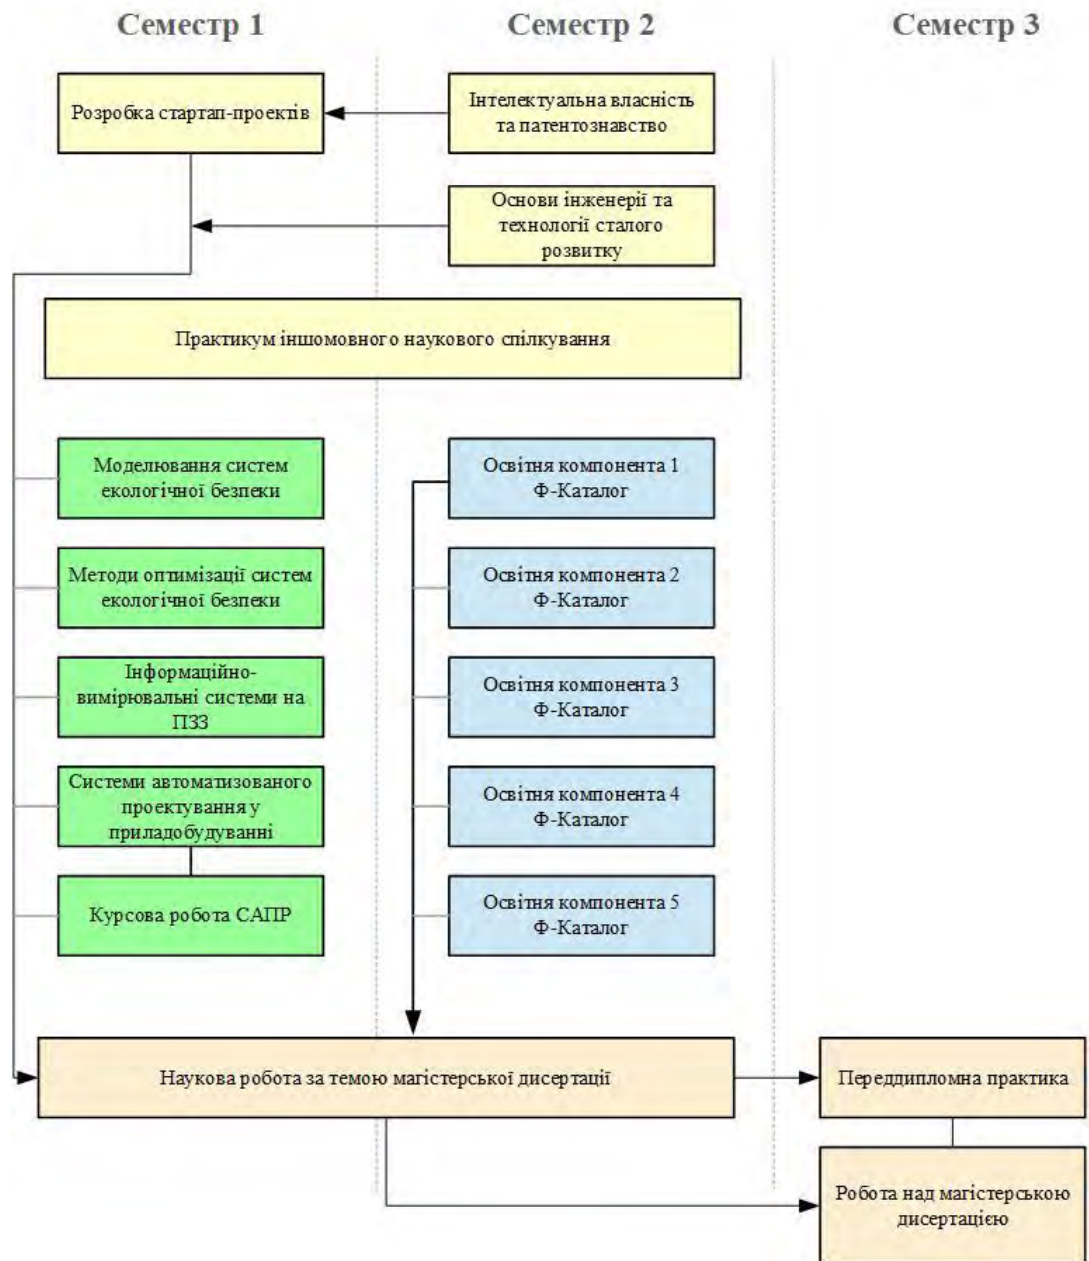 Семестр 1
Семестр 2
Семестр 3
Розробка стартап-проектів
Інтелектуальна власність
та патентознавство
Основи інженерії та
технології сталого
розвитку
Практикум іншомовного наукового спілкування
Моделювання систем
екологічної безпеки
Освітня компонента 1
Ф-Каталог
Методи оптимізації систем
екологічної безпеки
Освітня компонента 2
Ф-Каталог
Інформаційно-
вимірювальні системи на
ПЗЗ
Освітня компонента 3
Ф-Каталог
Системи автоматизованого
проектування у
приладобудуванні
Освітня компонента 4
Ф-Каталог
Курсова робота САПР
Освітня компонента 5
Ф-Каталог
Наукова робота за темою магістерської дисертації
Переддипломна практика
Робота над магістерською
дисертацією